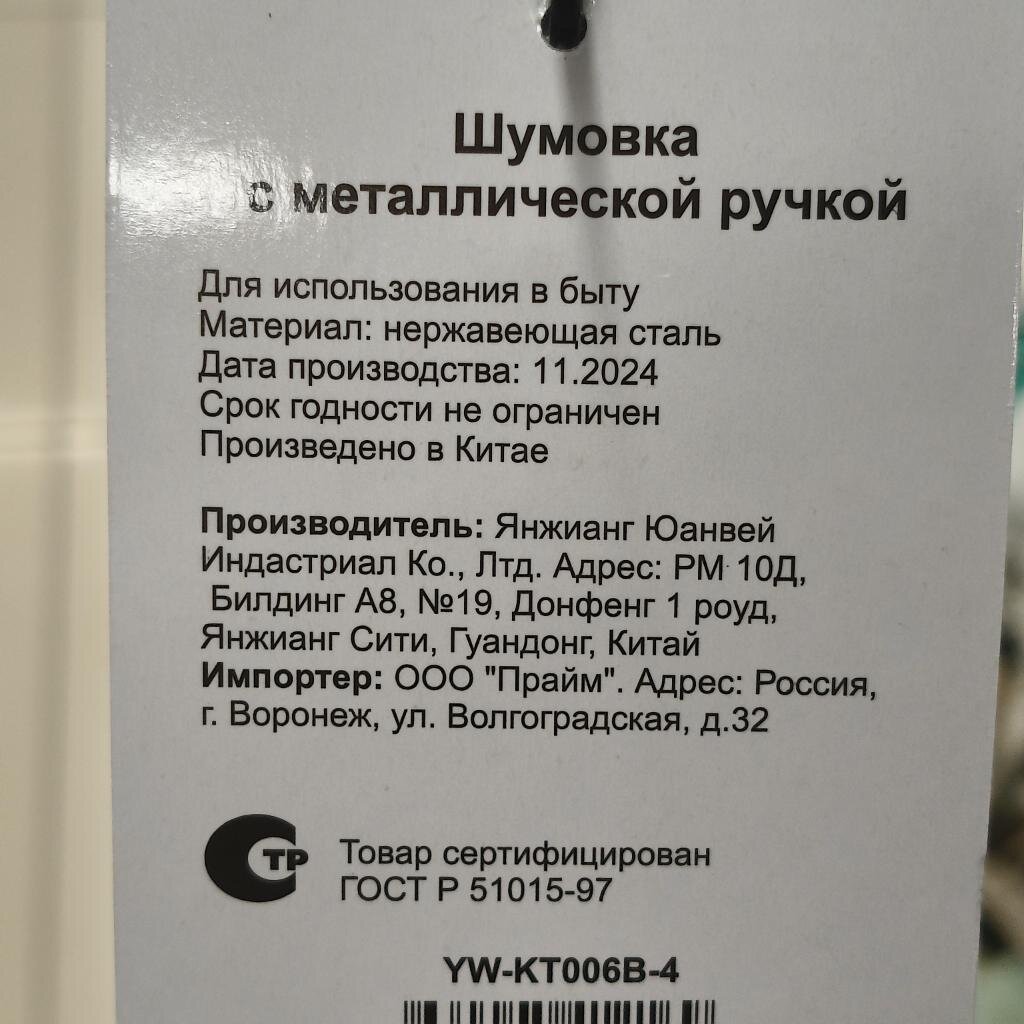 Шумовка
с металлической ручкой
Для использования в быту
Материал: нержавеющая сталь
Дата производства: 11.2024
Срок годности не ограничен
Произведено в Китае
Производитель: Янжианг Юанвей
Индастриал Ко., Лтд. Адрес: РМ 10Д,
Билдинг А8, №19, Донфенг 1 роуд,
Янжианг Сити, Гуандонг, Китай
Импортер: ООО "Прайм". Адрес: Россия,
г. Воронеж, ул. Волгоградская, д.32
СТР
Товар сертифицирован
ГОСТ Р 51015-97
YW-KT006B-4